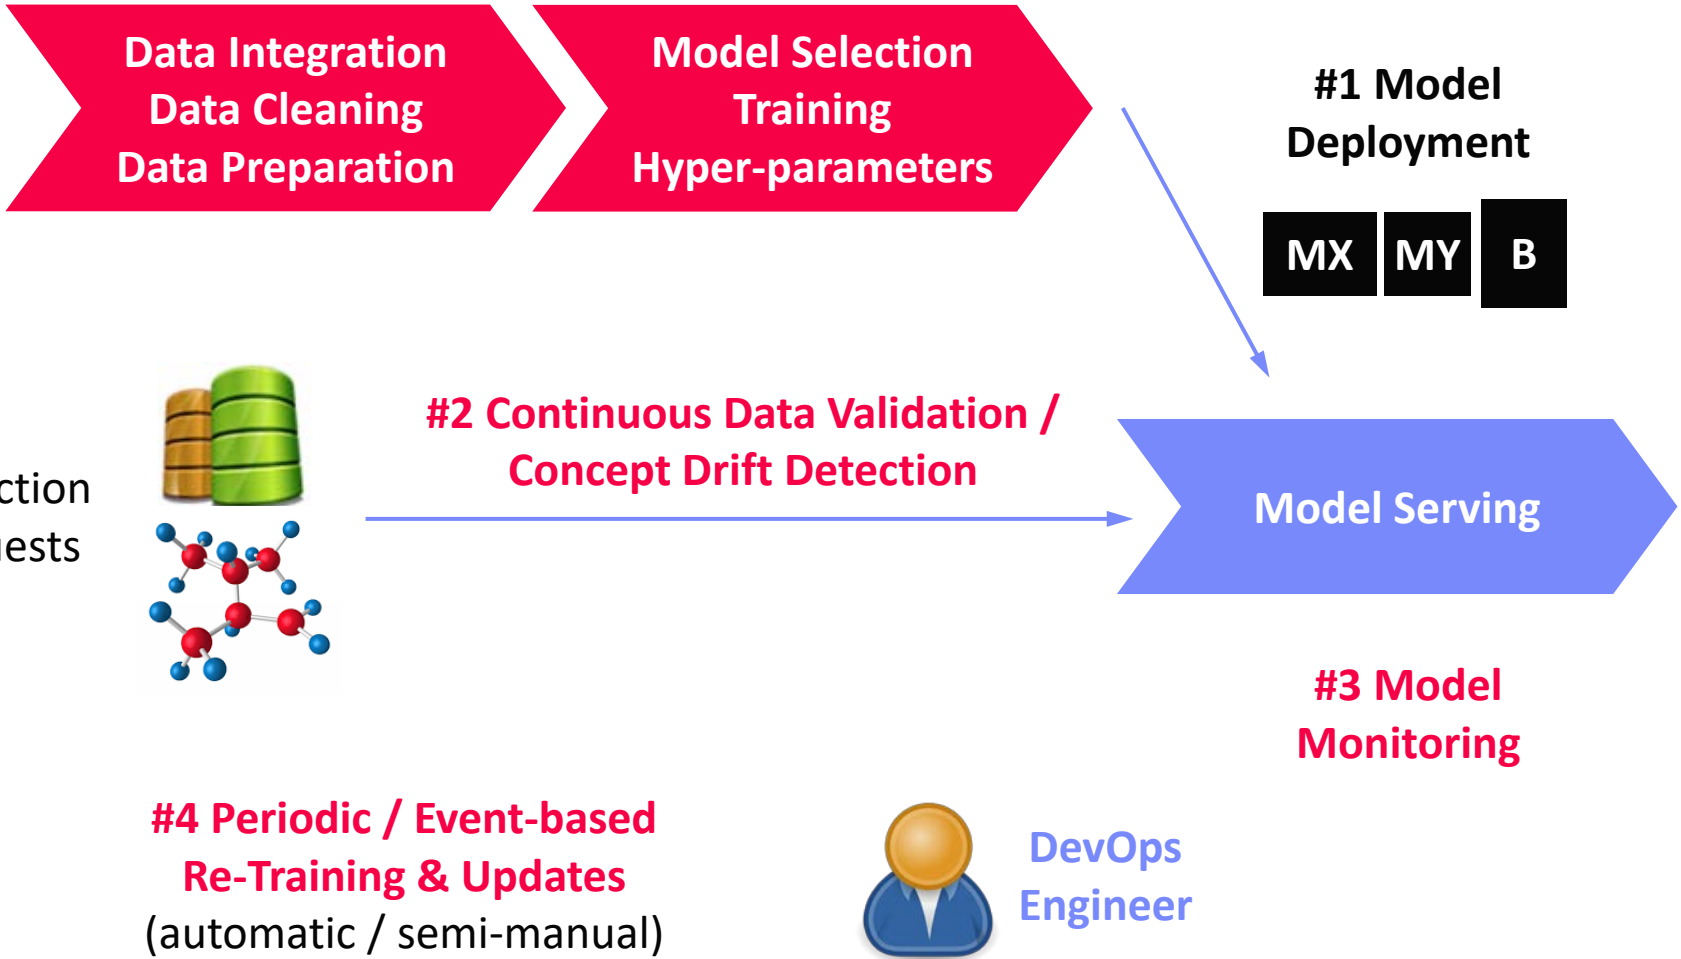 Data Integration
Data Cleaning
Data Preparation
Model Selection
Training
Hyper-parameters
#1 Model
Deployment
MX MY B
#2 Continuous Data Validation /
Concept Drift Detection
Model Serving
#3 Model
Monitoring
#4 Periodic / Event-based
Re-Training & Updates
(automatic / semi-manual)
DevOps
Engineer